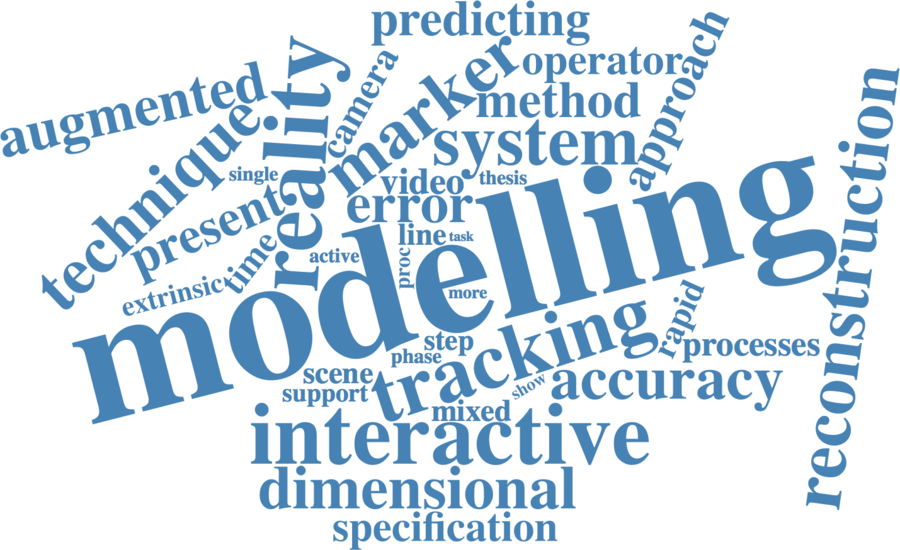 predicting
camera
marker
operator
approach
augmented
reality
method
technique
system
reconstruction
single
video
thesis
present
error
modelling
time
line
task
active
proc
extrinsic
more
rapid
tracking
step
processes
phase
scene
show
accuracy
support
mixed
interactive
dimensional
specification